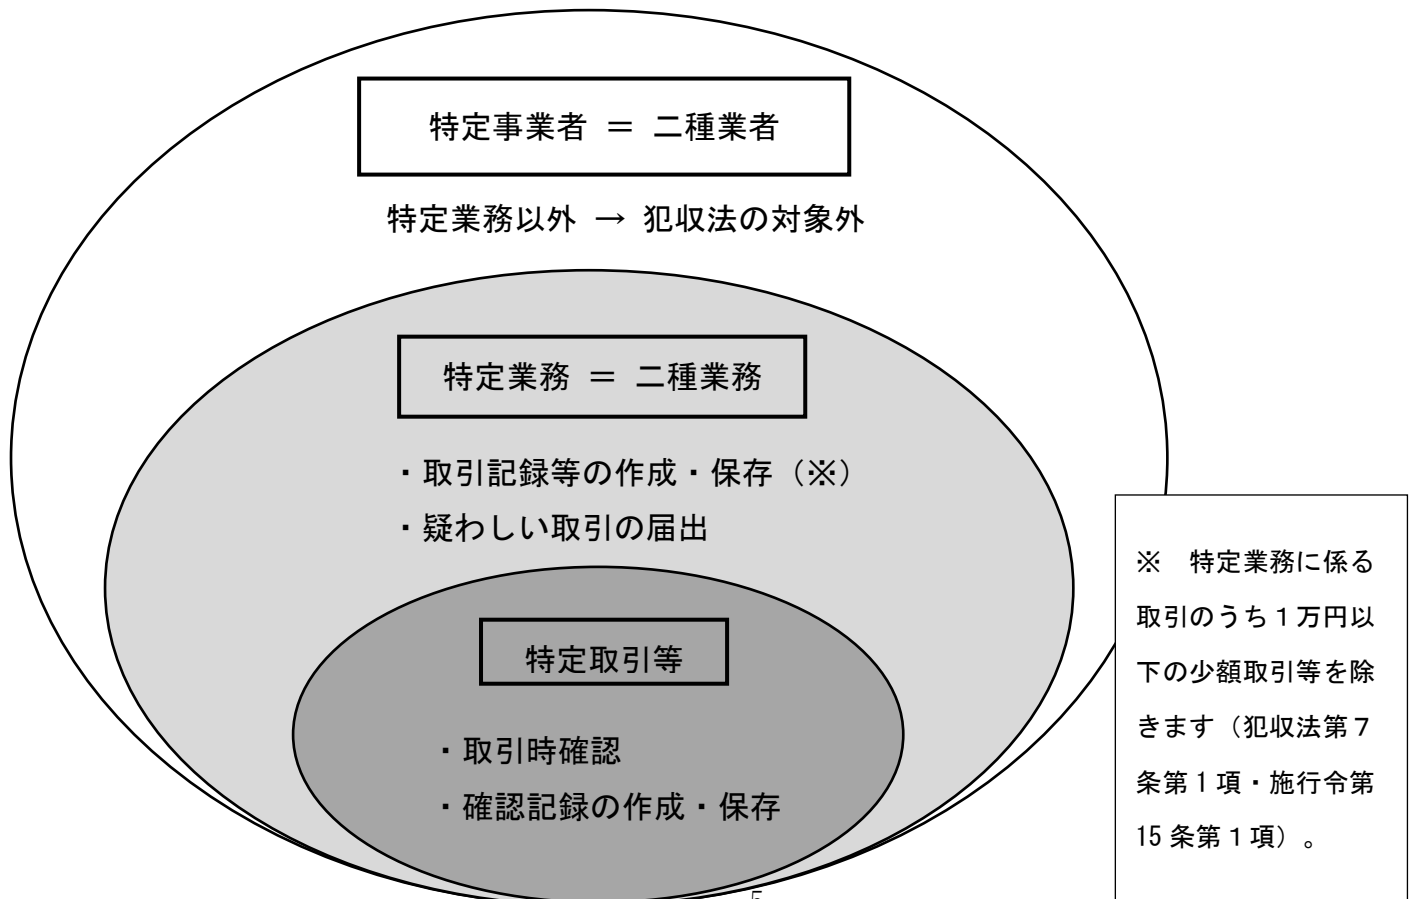 特定事業者 ＝ 二種業者
特定業務以外 → 犯収法の対象外
特定業務 ＝ 二種業務
・取引記録等の作成・保存（※）
・疑わしい取引の届出
特定取引等
・取引時確認
・確認記録の作成・保存
※　特定業務に係る
取引のうち１万円以
下の少額取引等を除
きます（犯収法第７
条第１項・施行令第
15 条第１項）。
5